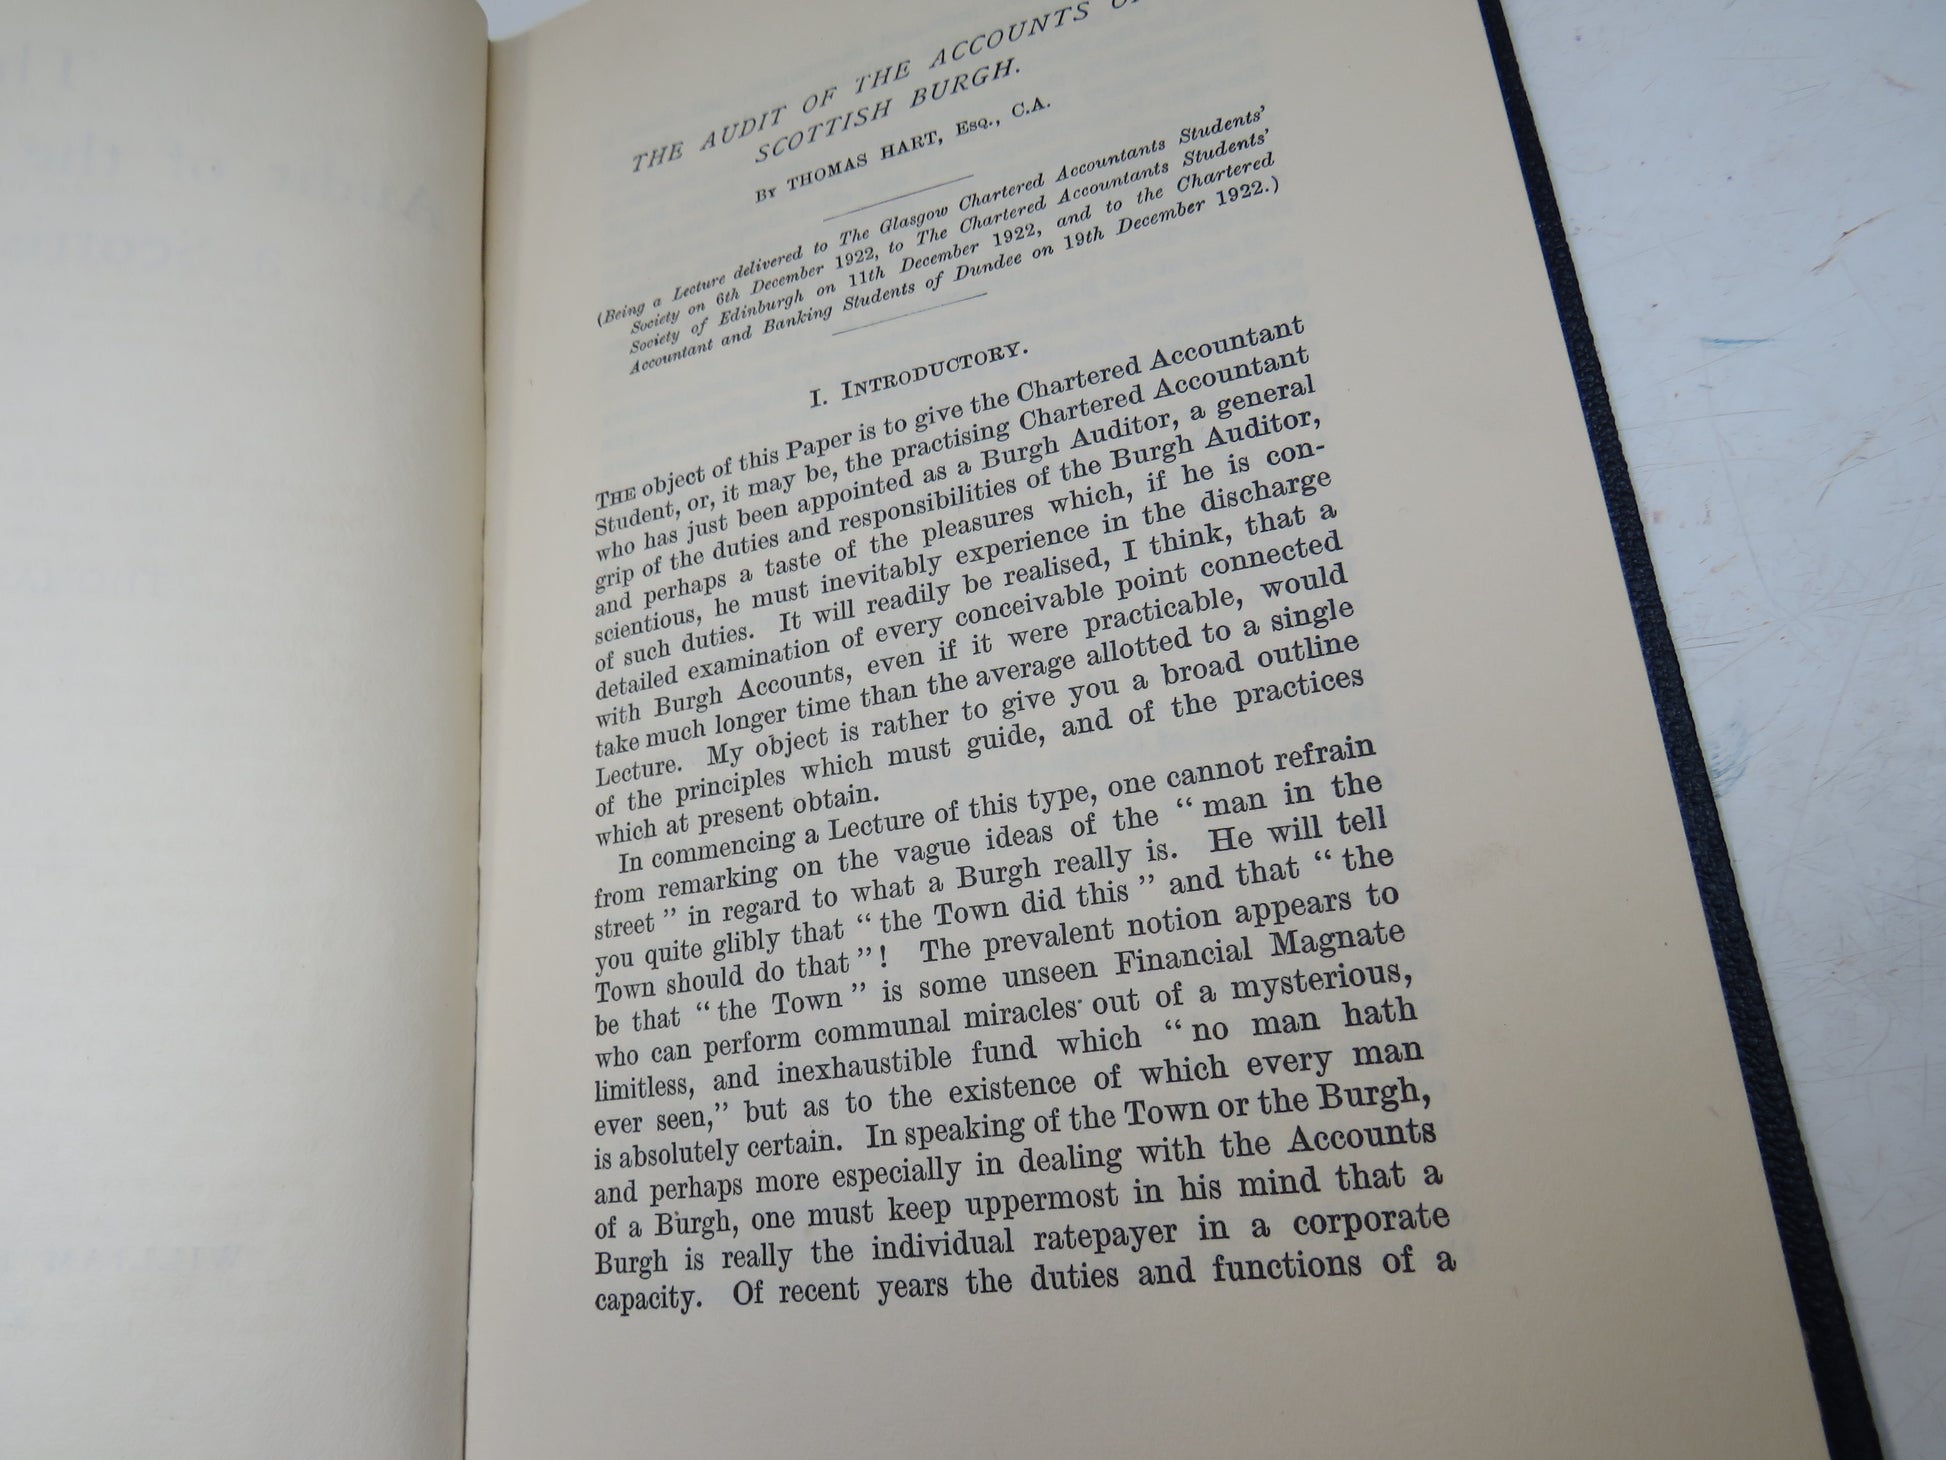 THE AUDIT OF THE ACCOUNTS
SCOTTISH BURGH.
By THOMAS HART, Esq., C.A.
(Being a Lecture delivered to The Glasgow Chartered Accountants Students'
Society on 6th December 1922, to The Chartered Accountants Students'
Society of Edinburgh on 11th December 1922, and to the Chartered
Accountant and Banking Students of Dundee on 19th December 1922.)
I. INTRODUCTORY.
THE object of this Paper is to give the Chartered Accountant
Student, or, it may be, the practising Chartered Accountant
who has just been appointed as a Burgh Auditor, a general
grip of the duties and responsibilities of the Burgh Auditor,
and perhaps a taste of the pleasures which, if he is con-
scientious, he must inevitably experience in the discharge
of such duties. It will readily be realised, I think, that a
detailed examination of every conceivable point connected
with Burgh Accounts, even if it were practicable, would
take much longer time than the average allotted to a single
Lecture. My object is rather to give you a broad outline
of the principles which must guide, and of the practices
which at present obtain.
In commencing a Lecture of this type, one cannot refrain
from remarking on the vague ideas of the “ man in the
street ” in regard to what a Burgh really is. He will tell
you quite glibly that “ the Town did this ” and that “ the
Town should do that ” ! The prevalent notion appears to
be that “ the Town ” is some unseen Financial Magnate
who can perform communal miracles out of a mysterious,
limitless, and inexhaustible fund which “ no man hath
ever seen,” but as to the existence of which every man
is absolutely certain. In speaking of the Town or the Burgh,
and perhaps more especially in dealing with the Accounts
of a Burgh, one must keep uppermost in his mind that a
Burgh is really the individual ratepayer in a corporate
capacity. Of recent years the duties and functions of a